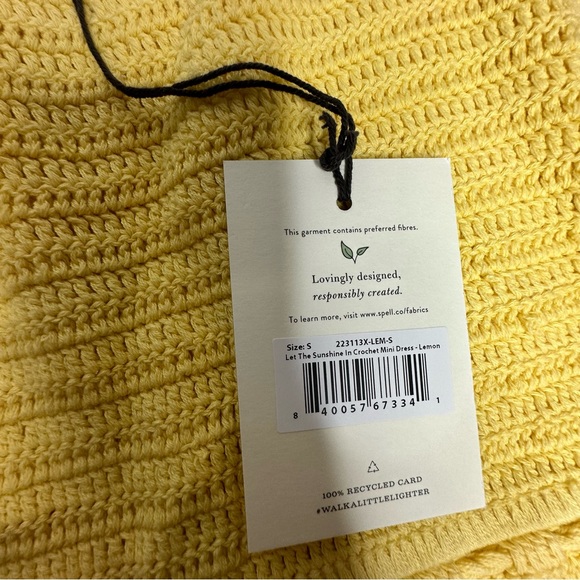 This garment contains preferred fibres.
Lovingly designed,
responsibly created.
To learn more, visit www.spell.co/fabrics
Size: S 223113X-LEM-S
Let The Sunshine In Crochet Mini Dress - Lemon
8 40057 67334 1
100% RECYCLED CARD
#WALKALITTLELIGHTER